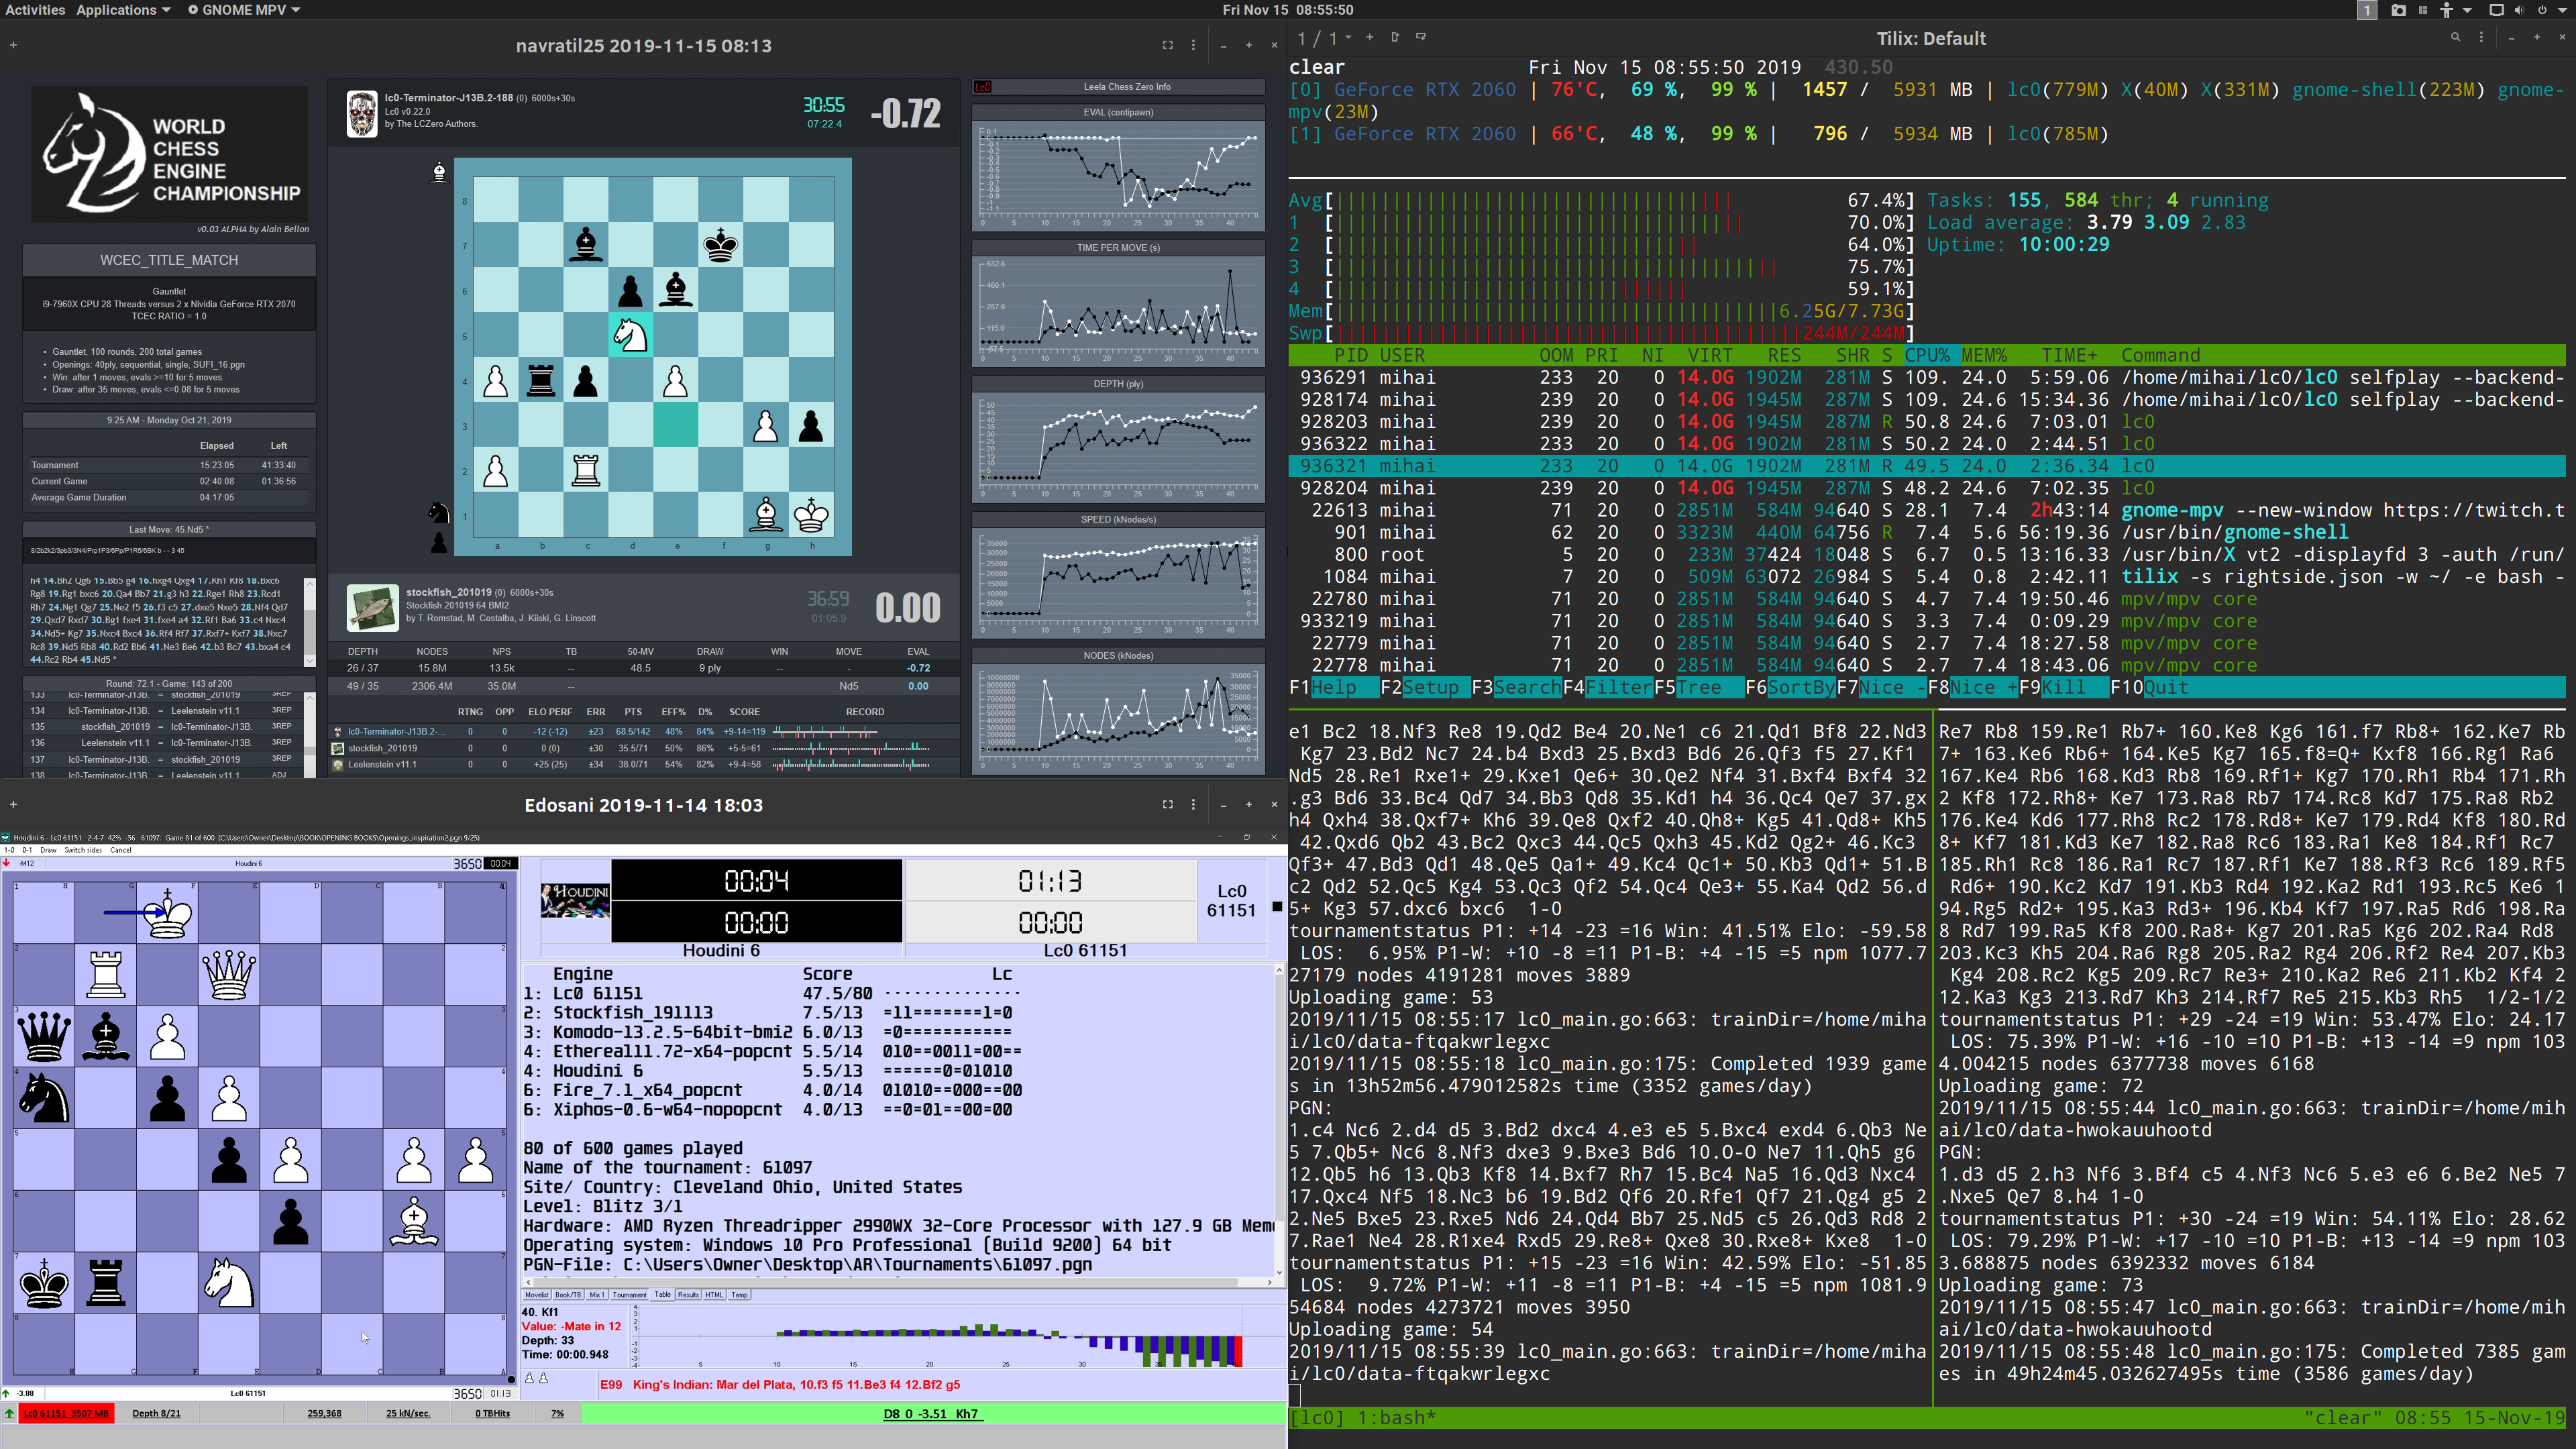 Activities Applications GNOME MPV
Fri Nov 15 08:55:50
1
navratil25 2019-11-15 08:13
WORLD
CHESS
ENGINE
CHAMPIONSHIP
v0.03 ALPHA by Alain Bellon
WCEC_TITLE_MATCH
Gauntlet
i9-7960X CPU 28 Threads versus 2 x Nvidia GeForce RTX 2070
TCEC RATIO = 1.0
• Gauntlet, 100 rounds, 200 total games
• Openings: 40ply, sequential, single, SUFI_16.pgn
• Win: after 1 moves, evals >=10 for 5 moves
• Draw: after 35 moves, evals <=0.08 for 5 moves
9:25 AM - Monday Oct 21, 2019
Elapsed Left
Tournament 15:23:05 41:33:40
Current Game 02:40:08 01:36:56
Average Game Duration 04:17:05
Last Move: 45.Nd5 *
8/2b2k2/3pb3/3N4/Prp1P3/6Pp/P1R5/6BK b - - 3 45
h4 14.Bh2 Qg6 15.Bb5 g4 16.hxg4 Qxg4 17.Kh1 Kf8 18.Bxc6
Rg8 19.Rg1 bxc6 20.Qa4 Bb7 21.g3 h3 22.Rge1 Rh8 23.Rcd1
Rh7 24.Ng1 Qg7 25.Ne2 f5 26.f3 c5 27.dxe5 Nxe5 28.Nf4 Qd7
29.Qxd7 Rxd7 30.Bg1 fxe4 31.fxe4 a4 32.Rf1 Ba6 33.c4 Nxc4
34.Nd5+ Kg7 35.Nxc4 Bxc4 36.Rf4 Rf7 37.Rxf7+ Kxf7 38.Nxc7
Rc8 39.Nd5 Rb8 40.Rd2 Bb6 41.Ne3 Be6 42.b3 Bc7 43.bxa4 c4
44.Rc2 Rb4 45.Nd5 *
Round: 72.1 - Game: 143 of 200
133 lc0-Terminator-J13B. = stockfish_201019 3REP
134 lc0-Terminator-J13B. = Leelenstein v11.1 3REP
135 stockfish_201019 = lc0-Terminator-J13B. 3REP
136 Leelenstein v11.1 = lc0-Terminator-J13B. 3REP
137 lc0-Terminator-J13B. = stockfish_201019 3REP
138 lc0-Terminator-J13B. = Leelenstein v11.1 ADJ
lc0-Terminator-J13B.2-188 (0) 6000s+30s
Lc0 v0.22.0
by The LCZero Authors.
30:55
07:22.4
-0.72
8
7
6
5
4
3
2
1
a b c d e f g h
stockfish_201019 (0) 6000s+30s
Stockfish 201019 64 BMI2
by T. Romstad, M. Costalba, J. Kiiski, G. Linscott
36:59
01:05.9
0.00
DEPTH NODES NPS TB 50-MV DRAW WIN MOVE EVAL
26 / 37 15.8M 13.5k -- 48.5 9 ply -- - -0.72
49 / 35 2306.4M 35.0M -- Nd5 0.00
RTNG OPP ELO PERF ERR PTS EFF% D% SCORE RECORD
lc0-Terminator-J13B.2-... 0 0 -12 (-12) ±23 68.5/142 48% 84% +9-14=119
stockfish_201019 0 0 0 (0) ±30 35.5/71 50% 86% +5-5=61
Leelenstein v11.1 0 0 +25 (25) ±34 38.0/71 54% 82% +9-4=58
Lc0 Leela Chess Zero Info
EVAL (centipawn)
TIME PER MOVE (s)
DEPTH (ply)
SPEED (kNodes/s)
NODES (kNodes)
Edosani 2019-11-14 18:03
Houdini 6 - Lc0 61151 2-4-7 42% -56 61097: Game 81 of 600 (C:\Users\Owner\Desktop\BOOK\OPENING BOOKS\Openings_inspiration2.pgn 9/25)
1-0 0-1 Draw Switch sides Cancel
-M12 Houdini 6 3650 00:04
-3.88 Lc0 61151 3650 01:13
00:04 01:13
00:00 00:00
HOUDINI
Houdini 6 Lc0 61151
Lc0
61151
Engine Score Lc
1: Lc0 61151 47.5/80 - - - - - - - - - - - - - -
2: Stockfish_191113 7.5/13 =11=======1=0
3: Komodo-13.2.5-64bit-bmi2 6.0/13 =0===========
4: Ethereal11.72-x64-popcnt 5.5/14 010==0011=00==
4: Houdini 6 5.5/13 ======0=01010
6: Fire_7.1_x64_popcnt 4.0/14 01010==000==00
6: Xiphos-0.6-w64-nopopcnt 4.0/13 ==0=01==00=00
80 of 600 games played
Name of the tournament: 61097
Site/ Country: Cleveland Ohio, United States
Level: Blitz 3/1
Hardware: AMD Ryzen Threadripper 2990WX 32-Core Processor with 127.9 GB Mem
Operating system: Windows 10 Pro Professional (Build 9200) 64 bit
PGN-File: C:\Users\Owner\Desktop\AR\Tournaments\61097.pgn
Movelist Book/TB Mix 1 Tournament Table Results HTML Temp
40. Kf1
Value: -Mate in 12
Depth: 33
Time: 00:00.948
5 10 15 20 25 30
E99 King's Indian: Mar del Plata, 10.f3 f5 11.Be3 f4 12.Bf2 g5
Lc0 61151 3507 MB Depth 8/21 259,368 25 kN/sec. 0 TBHits 7% D8 0 -3.51 Kh7
1 / 1
Tilix: Default
clear Fri Nov 15 08:55:50 2019 430.50
[0] GeForce RTX 2060 | 76'C, 69 %, 99 % | 1457 / 5931 MB | lc0(779M) X(40M) X(331M) gnome-shell(223M) gnome-
mpv(23M)
[1] GeForce RTX 2060 | 66'C, 48 %, 99 % | 796 / 5934 MB | lc0(785M)
Avg[ 67.4%] Tasks: 155, 584 thr; 4 running
1 [ 70.0%] Load average: 3.79 3.09 2.83
2 [ 64.0%] Uptime: 10:00:29
3 [ 75.7%]
4 [ 59.1%]
Mem[ 6.25G/7.73G]
Swp[ 244M/244M]
PID USER OOM PRI NI VIRT RES SHR S CPU% MEM% TIME+ Command
936291 mihai 233 20 0 14.0G 1902M 281M S 109. 24.0 5:59.06 /home/mihai/lc0/lc0 selfplay --backend-
928174 mihai 239 20 0 14.0G 1945M 287M S 109. 24.6 15:34.36 /home/mihai/lc0/lc0 selfplay --backend-
928203 mihai 239 20 0 14.0G 1945M 287M R 50.8 24.6 7:03.01 lc0
936322 mihai 233 20 0 14.0G 1902M 281M S 50.2 24.0 2:44.51 lc0
936321 mihai 233 20 0 14.0G 1902M 281M R 49.5 24.0 2:36.34 lc0
928204 mihai 239 20 0 14.0G 1945M 287M S 48.2 24.6 7:02.35 lc0
22613 mihai 71 20 0 2851M 584M 94640 S 28.1 7.4 2h43:14 gnome-mpv --new-window https://twitch.t
901 mihai 62 20 0 3323M 440M 64756 R 7.4 5.6 56:19.36 /usr/bin/gnome-shell
800 root 5 20 0 233M 37424 18048 S 6.7 0.5 13:16.33 /usr/bin/X vt2 -displayfd 3 -auth /run/
1084 mihai 7 20 0 509M 63072 26984 S 5.4 0.8 2:42.11 tilix -s rightside.json -w ~/ -e bash -
22780 mihai 71 20 0 2851M 584M 94640 S 4.7 7.4 19:50.46 mpv/mpv core
933219 mihai 71 20 0 2851M 584M 94640 S 3.3 7.4 0:09.29 mpv/mpv core
22779 mihai 71 20 0 2851M 584M 94640 S 2.7 7.4 18:27.58 mpv/mpv core
22778 mihai 71 20 0 2851M 584M 94640 S 2.7 7.4 18:43.06 mpv/mpv core
F1Help F2Setup F3SearchF4FilterF5Tree F6SortByF7Nice -F8Nice +F9Kill F10Quit
e1 Bc2 18.Nf3 Re8 19.Qd2 Be4 20.Ne1 c6 21.Qd1 Bf8 22.Nd3
Kg7 23.Bd2 Nc7 24.b4 Bxd3 25.Bxd3 Bd6 26.Qf3 f5 27.Kf1
Nd5 28.Re1 Rxe1+ 29.Kxe1 Qe6+ 30.Qe2 Nf4 31.Bxf4 Bxf4 32
.g3 Bd6 33.Bc4 Qd7 34.Bb3 Qd8 35.Kd1 h4 36.Qc4 Qe7 37.gx
h4 Qxh4 38.Qxf7+ Kh6 39.Qe8 Qxf2 40.Qh8+ Kg5 41.Qd8+ Kh5
42.Qxd6 Qb2 43.Bc2 Qxc3 44.Qc5 Qxh3 45.Kd2 Qg2+ 46.Kc3
Qf3+ 47.Bd3 Qd1 48.Qe5 Qa1+ 49.Kc4 Qc1+ 50.Kb3 Qd1+ 51.B
c2 Qd2 52.Qc5 Kg4 53.Qc3 Qf2 54.Qc4 Qe3+ 55.Ka4 Qd2 56.d
5+ Kg3 57.dxc6 bxc6 1-0
tournamentstatus P1: +14 -23 =16 Win: 41.51% Elo: -59.58
LOS: 6.95% P1-W: +10 -8 =11 P1-B: +4 -15 =5 npm 1077.7
27179 nodes 4191281 moves 3889
Uploading game: 53
2019/11/15 08:55:17 lc0_main.go:663: trainDir=/home/miha
i/lc0/data-ftqakwrlegxc
2019/11/15 08:55:18 lc0_main.go:175: Completed 1939 game
s in 13h52m56.479012582s time (3352 games/day)
PGN:
1.c4 Nc6 2.d4 d5 3.Bd2 dxc4 4.e3 e5 5.Bxc4 exd4 6.Qb3 Ne
5 7.Qb5+ Nc6 8.Nf3 dxe3 9.Bxe3 Bd6 10.O-O Ne7 11.Qh5 g6
12.Qb5 h6 13.Qb3 Kf8 14.Bxf7 Rh7 15.Bc4 Na5 16.Qd3 Nxc4
17.Qxc4 Nf5 18.Nc3 b6 19.Bd2 Qf6 20.Rfe1 Qf7 21.Qg4 g5 2
2.Ne5 Bxe5 23.Rxe5 Nd6 24.Qd4 Bb7 25.Nd5 c5 26.Qd3 Rd8 2
7.Rae1 Ne4 28.R1xe4 Rxd5 29.Re8+ Qxe8 30.Rxe8+ Kxe8 1-0
tournamentstatus P1: +15 -23 =16 Win: 42.59% Elo: -51.85
LOS: 9.72% P1-W: +11 -8 =11 P1-B: +4 -15 =5 npm 1081.9
54684 nodes 4273721 moves 3950
Uploading game: 54
2019/11/15 08:55:39 lc0_main.go:663: trainDir=/home/miha
i/lc0/data-ftqakwrlegxc
Re7 Rb8 159.Re1 Rb7+ 160.Ke8 Kg6 161.f7 Rb8+ 162.Ke7 Rb
7+ 163.Ke6 Rb6+ 164.Ke5 Kg7 165.f8=Q+ Kxf8 166.Rg1 Ra6
167.Ke4 Rb6 168.Kd3 Rb8 169.Rf1+ Kg7 170.Rh1 Rb4 171.Rh
2 Kf8 172.Rh8+ Ke7 173.Ra8 Rb7 174.Rc8 Kd7 175.Ra8 Rb2
176.Ke4 Kd6 177.Rh8 Rc2 178.Rd8+ Ke7 179.Rd4 Kf8 180.Rd
8+ Kf7 181.Kd3 Ke7 182.Ra8 Rc6 183.Ra1 Ke8 184.Rf1 Rc7
185.Rh1 Rc8 186.Ra1 Rc7 187.Rf1 Ke7 188.Rf3 Rc6 189.Rf5
Rd6+ 190.Kc2 Kd7 191.Kb3 Rd4 192.Ka2 Rd1 193.Rc5 Ke6 1
94.Rg5 Rd2+ 195.Ka3 Rd3+ 196.Kb4 Kf7 197.Ra5 Rd6 198.Ra
8 Rd7 199.Ra5 Kf8 200.Ra8+ Kg7 201.Ra5 Kg6 202.Ra4 Rd8
203.Kc3 Kh5 204.Ra6 Rg8 205.Ra2 Rg4 206.Rf2 Re4 207.Kb3
Kg4 208.Rc2 Kg5 209.Rc7 Re3+ 210.Ka2 Re6 211.Kb2 Kf4 2
12.Ka3 Kg3 213.Rd7 Kh3 214.Rf7 Re5 215.Kb3 Rh5 1/2-1/2
tournamentstatus P1: +29 -24 =19 Win: 53.47% Elo: 24.17
LOS: 75.39% P1-W: +16 -10 =10 P1-B: +13 -14 =9 npm 103
4.004215 nodes 6377738 moves 6168
Uploading game: 72
2019/11/15 08:55:44 lc0_main.go:663: trainDir=/home/mih
ai/lc0/data-hwokauuhootd
PGN:
1.d3 d5 2.h3 Nf6 3.Bf4 c5 4.Nf3 Nc6 5.e3 e6 6.Be2 Ne5 7
.Nxe5 Qe7 8.h4 1-0
tournamentstatus P1: +30 -24 =19 Win: 54.11% Elo: 28.62
LOS: 79.29% P1-W: +17 -10 =10 P1-B: +13 -14 =9 npm 103
3.688875 nodes 6392332 moves 6184
Uploading game: 73
2019/11/15 08:55:47 lc0_main.go:663: trainDir=/home/mih
ai/lc0/data-hwokauuhootd
2019/11/15 08:55:48 lc0_main.go:175: Completed 7385 gam
es in 49h24m45.032627495s time (3586 games/day)
[lc0] 1:bash* "clear" 08:55 15-Nov-19